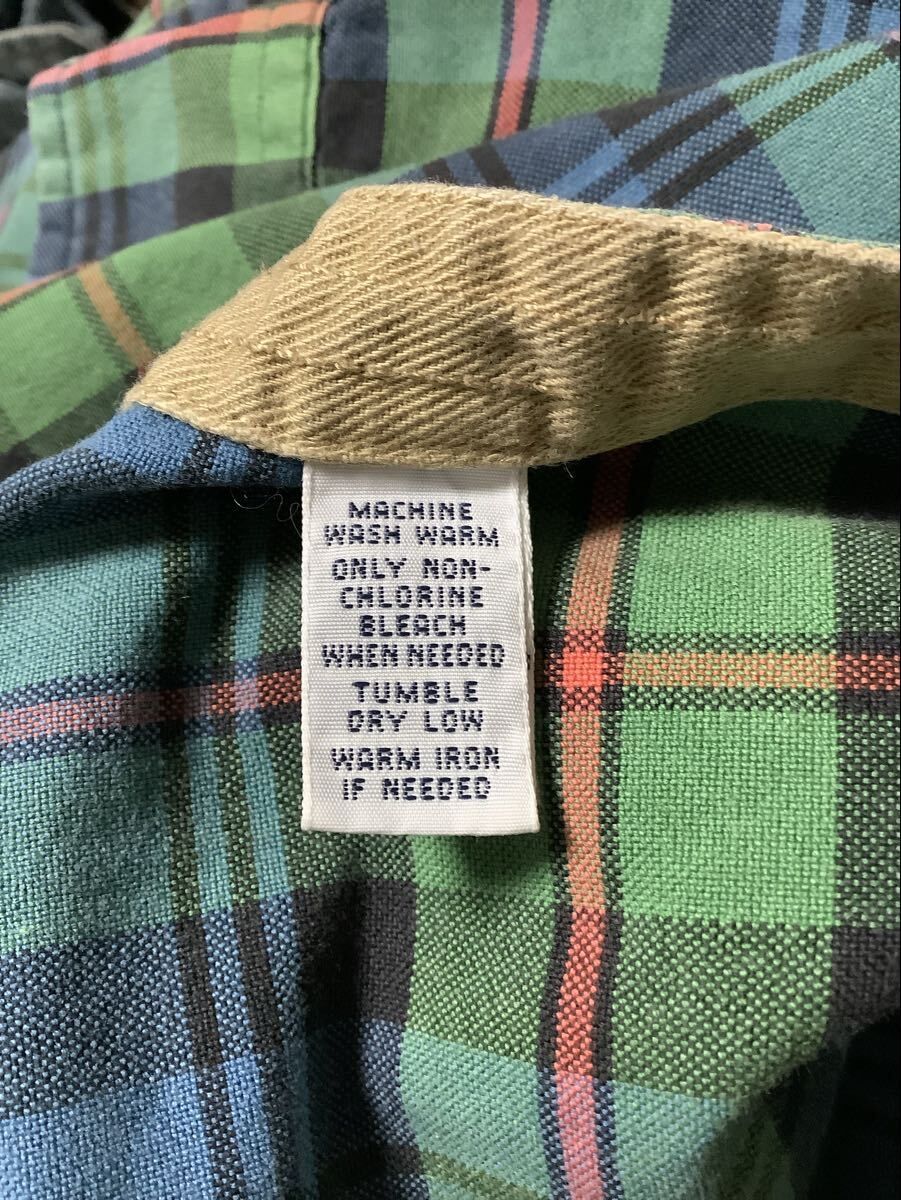 MACHINE
WASH WARM
ONLY NON-
CHLORINE
BLEACH
WHEN NEEDED
TUMBLE
DRY LOW
WARM IRON
IF NEEDED